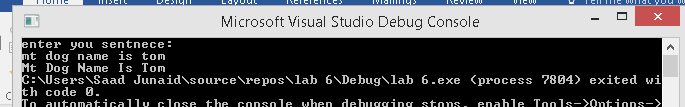 Home Insert Design Layout References Mailings Review View Tell me what you w
Microsoft Visual Studio Debug Console
enter you sentnece:
mt dog name is tom
Mt Dog Name Is Tom
C:\Users\Saad Junaid\source\repos\lab 6\Debug\lab 6.exe (process 7804) exited wi
th code 0.
To automatically close the console when debugging stops, enable Tools->Options->